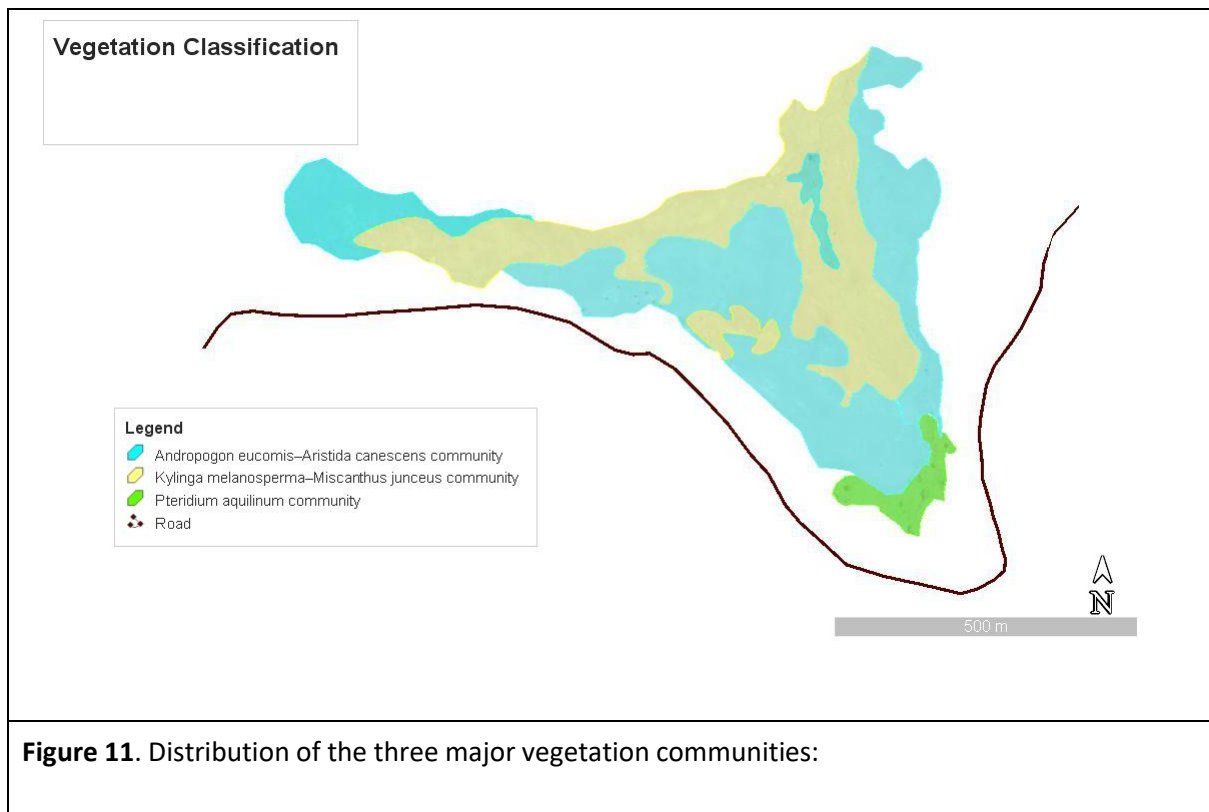 Vegetation Classification
Legend
Andropogon eucomis–Aristida canescens community
Kylinga melanosperma–Miscanthus junceus community
Pteridium aquilinum community
Road
N
500 m
Figure 11. Distribution of the three major vegetation communities: